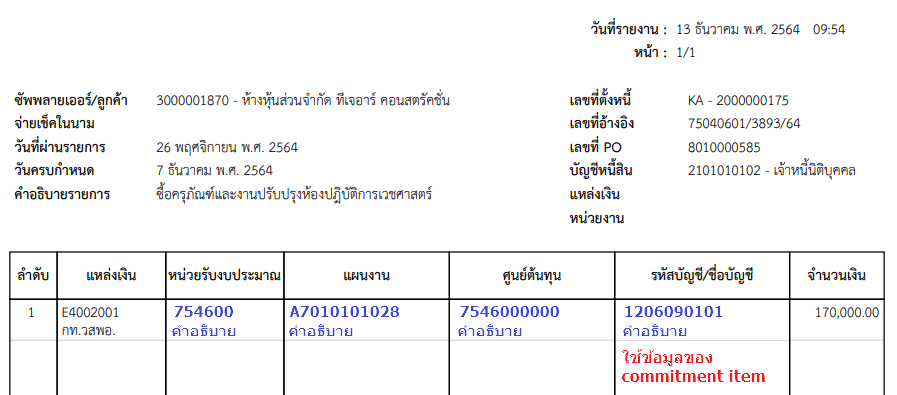 วันที่รายงาน : 13 ธันวาคม พ.ศ. 2564 09:54
หน้า : 1/1
ซัพพลายเออร์/ลูกค้า 3000001870 - ห้างหุ้นส่วนจำกัด ทีเจอาร์ คอนสตรัคชั่น เลขที่ตั้งหนี้ KA - 2000000175
จ่ายเช็คในนาม เลขที่อ้างอิง 75040601/3893/64
วันที่ผ่านรายการ 26 พฤศจิกายน พ.ศ. 2564 เลขที่ PO 8010000585
วันครบกำหนด 7 ธันวาคม พ.ศ. 2564 บัญชีหนี้สิน 2101010102 - เจ้าหนี้นิติบุคคล
คำอธิบายรายการ ซื้อครุภัณฑ์และงานปรับปรุงห้องปฎิบัติการเวชศาสตร์ แหล่งเงิน
หน่วยงาน
ลำดับ แหล่งเงิน หน่วยรับงบประมาณ แผนงาน ศูนย์ต้นทุน รหัสบัญชี/ชื่อบัญชี จำนวนเงิน
1 E4002001 754600 A7010101028 7546000000 1206090101 170,000.00
กท.วสพอ. คำอธิบาย คำอธิบาย คำอธิบาย คำอธิบาย
ใช้ข้อมูลของ
commitment item